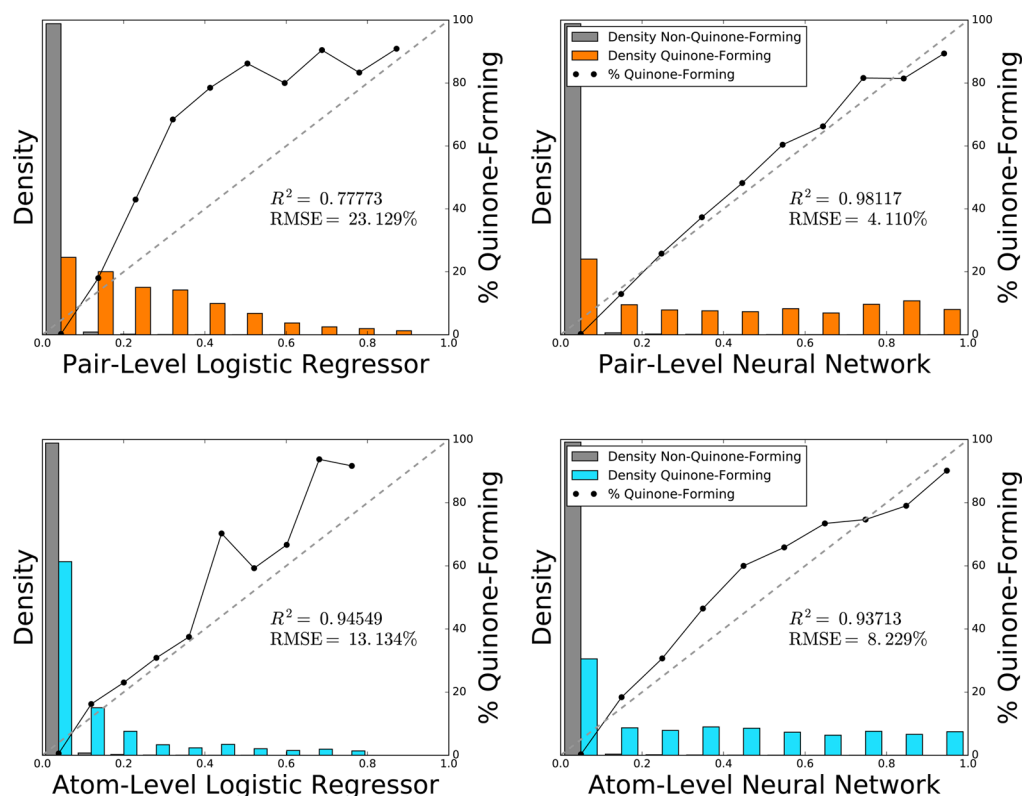 Density
100
80
60
40
20
0
% Quinone-Forming
R² = 0.77773
RMSE = 23.129%
0.0 0.2 0.4 0.6 0.8 1.0
Pair-Level Logistic Regressor
Density
Density Non-Quinone-Forming
Density Quinone-Forming
% Quinone-Forming
100
80
60
40
20
0
% Quinone-Forming
R² = 0.98117
RMSE = 4.110%
0.0 0.2 0.4 0.6 0.8 1.0
Pair-Level Neural Network
Density
100
80
60
40
20
0
% Quinone-Forming
R² = 0.94549
RMSE = 13.134%
0.0 0.2 0.4 0.6 0.8 1.0
Atom-Level Logistic Regressor
Density
Density Non-Quinone-Forming
Density Quinone-Forming
% Quinone-Forming
100
80
60
40
20
0
% Quinone-Forming
R² = 0.93713
RMSE = 8.229%
0.0 0.2 0.4 0.6 0.8 1.0
Atom-Level Neural Network